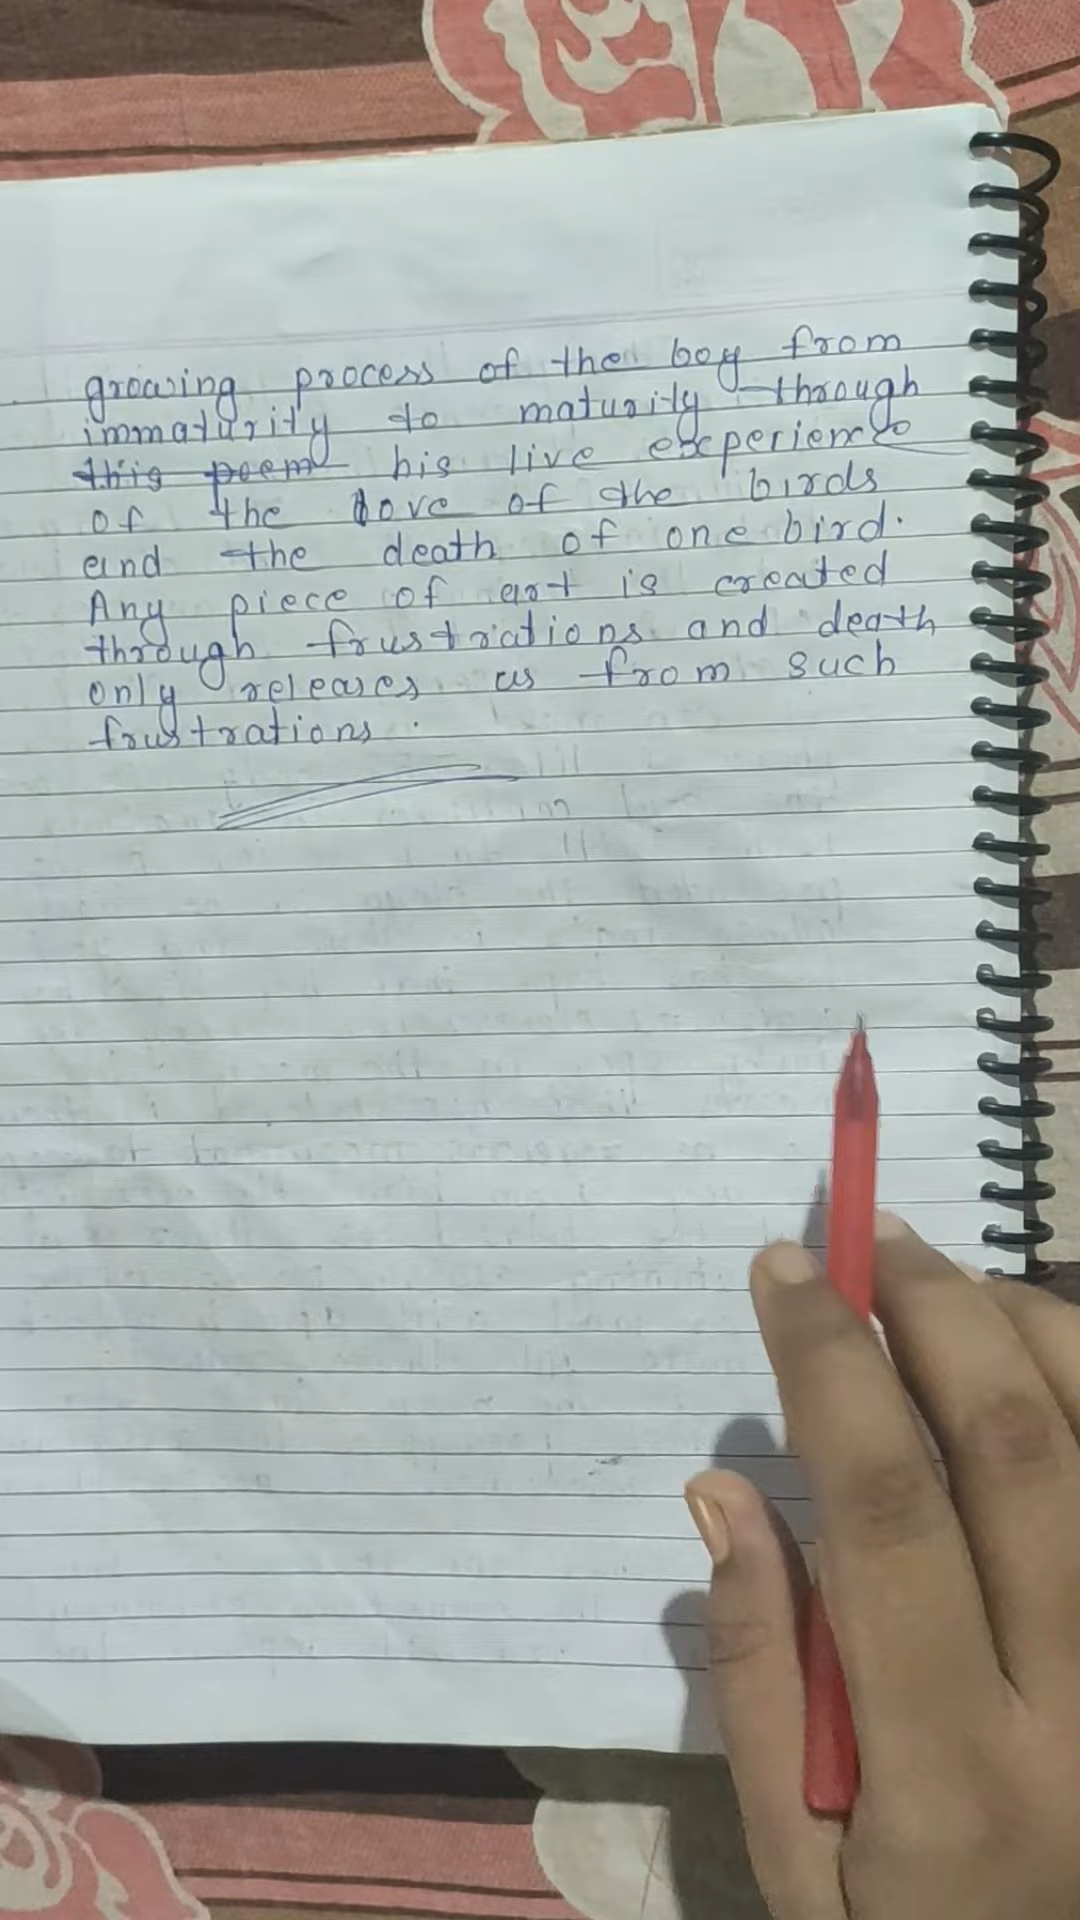 growing process of the boy from
immaturity to maturity through
this poem his live experience
of the love of the birds
and the death of one bird.
Any piece of art is created
through frustrations and death
only releases us from such
frustrations.